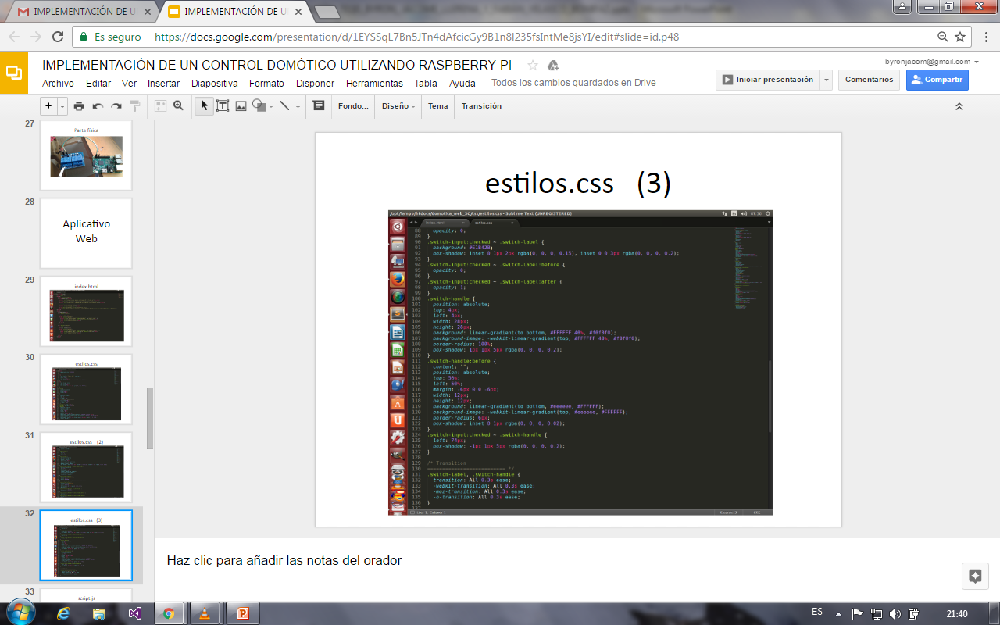 IMPLEMENTACIÓN DE U
IMPLEMENTACIÓN DE U
Es seguro
https://docs.google.com/presentation/d/1EYSSqL7Bn5JTn4dAfcicGy9B1n8I235fsIntMe8jsYI/edit#slide=id.p48
IMPLEMENTACIÓN DE UN CONTROL DOMÓTICO UTILIZANDO RASPBERRY PI
byronjacom@gmail.com
Archivo Editar Ver Insertar Diapositiva Formato Disponer Herramientas Tabla Ayuda Todos los cambios guardados en Drive
Iniciar presentación
Comentarios
Compartir
Fondo... Diseño Tema Transición
27
Parte física
28
Aplicativo
Web
29
index.html
30
estilos.css
31
estilos.css (2)
32
estilos.css (3)
33
script.js
estilos.css (3)
/opt/lampp/htdocs/domotica_web_SC/css/estilos.css - Sublime Text (UNREGISTERED)
07:30
index.html
estilos.css
88 opacity: 0;
89 }
90 .switch-input:checked ~ .switch-label {
91 background: #E1B42B;
92 box-shadow: inset 0 1px 2px rgba(0, 0, 0, 0.15), inset 0 0 3px rgba(0, 0, 0, 0.2);
93 }
94 .switch-input:checked ~ .switch-label:before {
95 opacity: 0;
96 }
97 .switch-input:checked ~ .switch-label:after {
98 opacity: 1;
99 }
100 .switch-handle {
101 position: absolute;
102 top: 4px;
103 left: 4px;
104 width: 28px;
105 height: 28px;
106 background: linear-gradient(to bottom, #FFFFFF 40%, #f0f0f0);
107 background-image: -webkit-linear-gradient(top, #FFFFFF 40%, #f0f0f0);
108 border-radius: 100%;
109 box-shadow: 1px 1px 5px rgba(0, 0, 0, 0.2);
110 }
111 .switch-handle:before {
112 content: "";
113 position: absolute;
114 top: 50%;
115 left: 50%;
116 margin: -6px 0 0 -6px;
117 width: 12px;
118 height: 12px;
119 background: linear-gradient(to bottom, #eeeeee, #FFFFFF);
120 background-image: -webkit-linear-gradient(top, #eeeeee, #FFFFFF);
121 border-radius: 6px;
122 box-shadow: inset 0 1px rgba(0, 0, 0, 0.02);
123 }
124 .switch-input:checked ~ .switch-handle {
125 left: 74px;
126 box-shadow: -1px 1px 5px rgba(0, 0, 0, 0.2);
127 }
128
129 /* Transition
130 ========================== */
131 .switch-label, .switch-handle {
132 transition: All 0.3s ease;
133 -webkit-transition: All 0.3s ease;
134 -moz-transition: All 0.3s ease;
135 -o-transition: All 0.3s ease;
136 }
137
Line 1, Column 1
Spaces: 2
CSS
Haz clic para añadir las notas del orador
ES
21:40